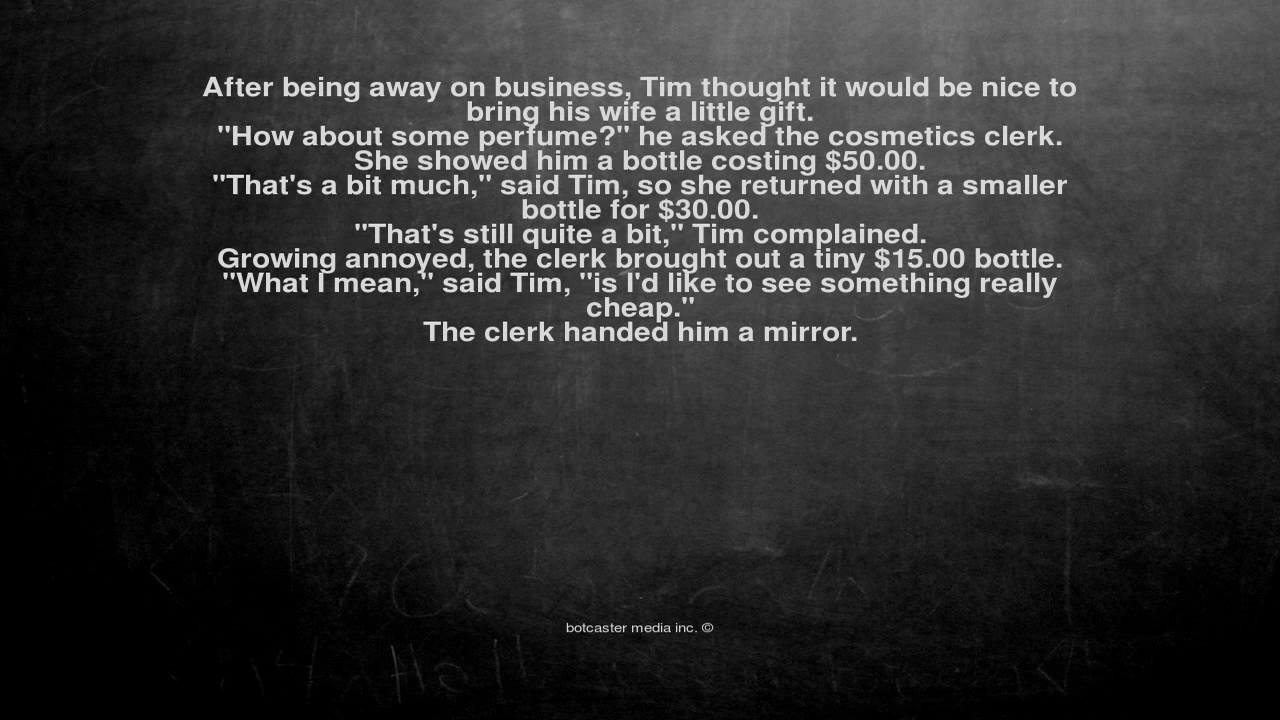 After being away on business, Tim thought it would be nice to
bring his wife a little gift.
"How about some perfume?" he asked the cosmetics clerk.
She showed him a bottle costing $50.00.
"That's a bit much," said Tim, so she returned with a smaller
bottle for $30.00.
"That's still quite a bit," Tim complained.
Growing annoyed, the clerk brought out a tiny $15.00 bottle.
"What I mean," said Tim, "is I'd like to see something really
cheap."
The clerk handed him a mirror.
botcaster media inc. ©